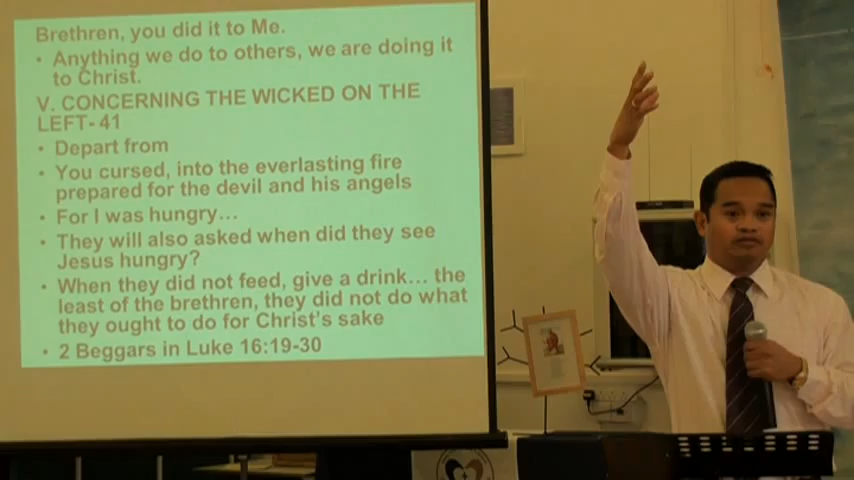 Brethren, you did it to Me.
• Anything we do to others, we are doing it
to Christ.
V. CONCERNING THE WICKED ON THE
LEFT- 41
• Depart from
• You cursed, into the everlasting fire
prepared for the devil and his angels
• For I was hungry…
• They will also asked when did they see
Jesus hungry?
• When they did not feed, give a drink… the
least of the brethren, they did not do what
they ought to do for Christ's sake
• 2 Beggars in Luke 16:19-30